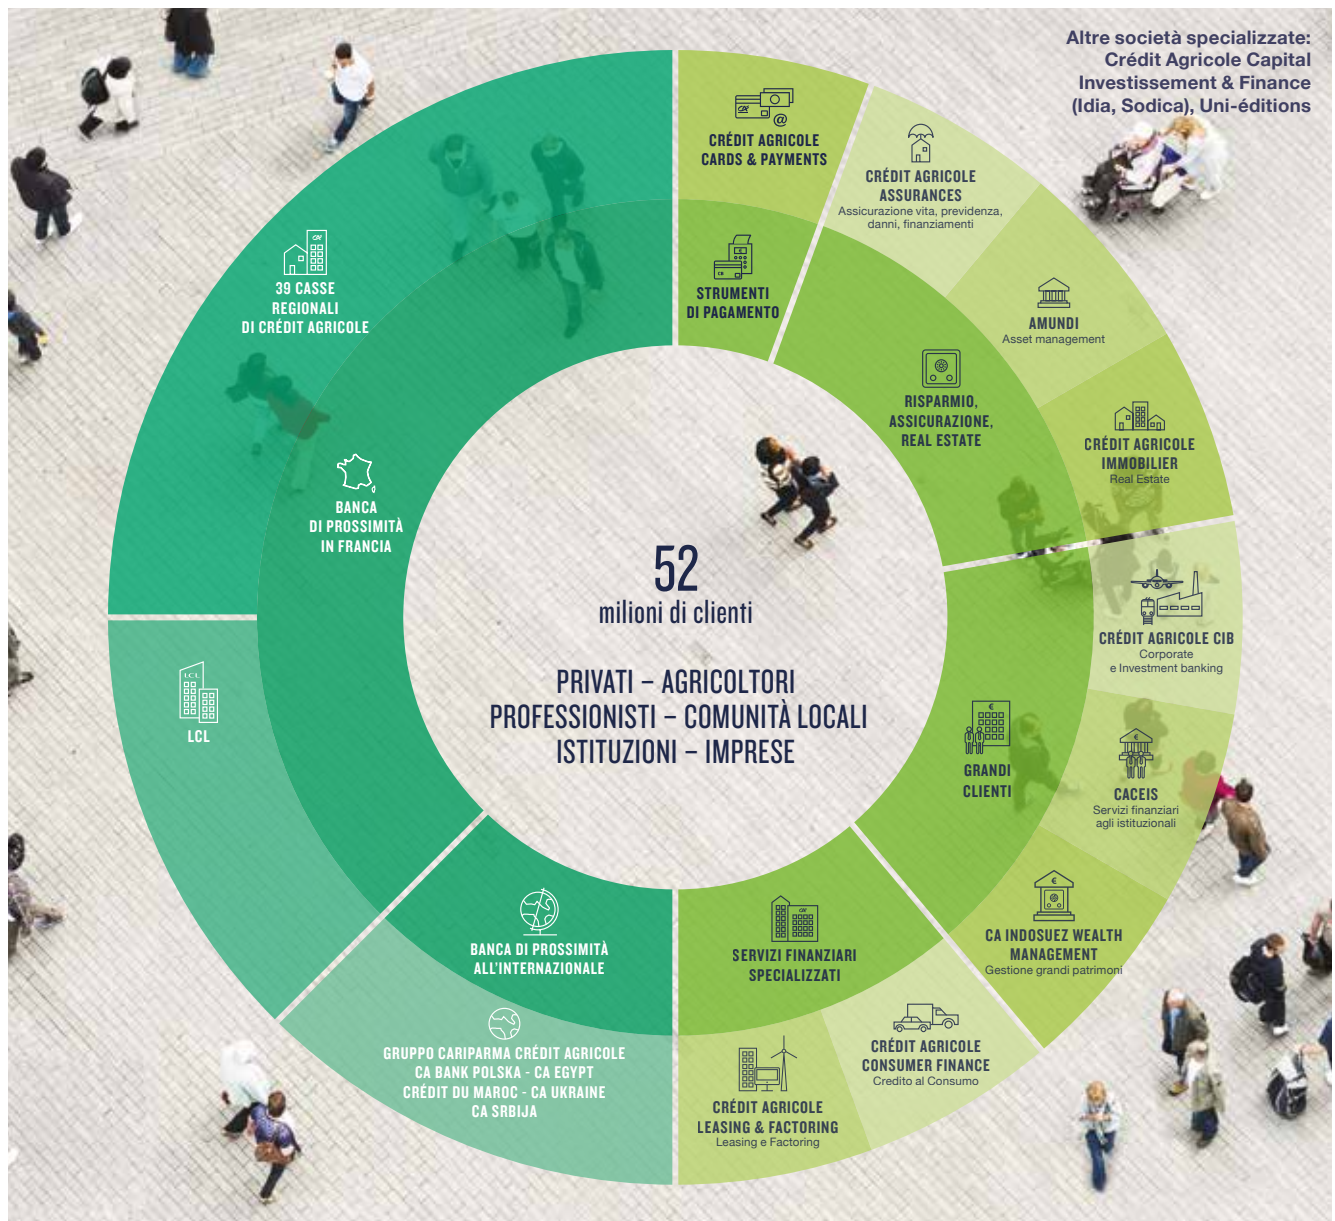 Altre società specializzate:
Crédit Agricole Capital
Investissement & Finance
(Idia, Sodica), Uni-éditions
CRÉDIT AGRICOLE
CARDS & PAYMENTS
STRUMENTI
DI PAGAMENTO
CRÉDIT AGRICOLE
ASSURANCES
Assicurazione vita, previdenza,
danni, finanziamenti
AMUNDI
Asset management
CRÉDIT AGRICOLE
IMMOBILIER
Real Estate
RISPARMIO,
ASSICURAZIONE,
REAL ESTATE
39 CASSE
REGIONALI
DI CRÉDIT AGRICOLE
BANCA
DI PROSSIMITÀ
IN FRANCIA
LCL
LCL
52
milioni di clienti
PRIVATI – AGRICOLTORI
PROFESSIONISTI – COMUNITÀ LOCALI
ISTITUZIONI – IMPRESE
CRÉDIT AGRICOLE CIB
Corporate
e Investment banking
GRANDI
CLIENTI
CACEIS
Servizi finanziari
agli istituzionali
CA INDOSUEZ WEALTH
MANAGEMENT
Gestione grandi patrimoni
BANCA DI PROSSIMITÀ
ALL'INTERNAZIONALE
GRUPPO CARIPARMA CRÉDIT AGRICOLE
CA BANK POLSKA - CA EGYPT
CRÉDIT DU MAROC - CA UKRAINE
CA SRBIJA
SERVIZI FINANZIARI
SPECIALIZZATI
CRÉDIT AGRICOLE
LEASING & FACTORING
Leasing e Factoring
CRÉDIT AGRICOLE
CONSUMER FINANCE
Credito al Consumo